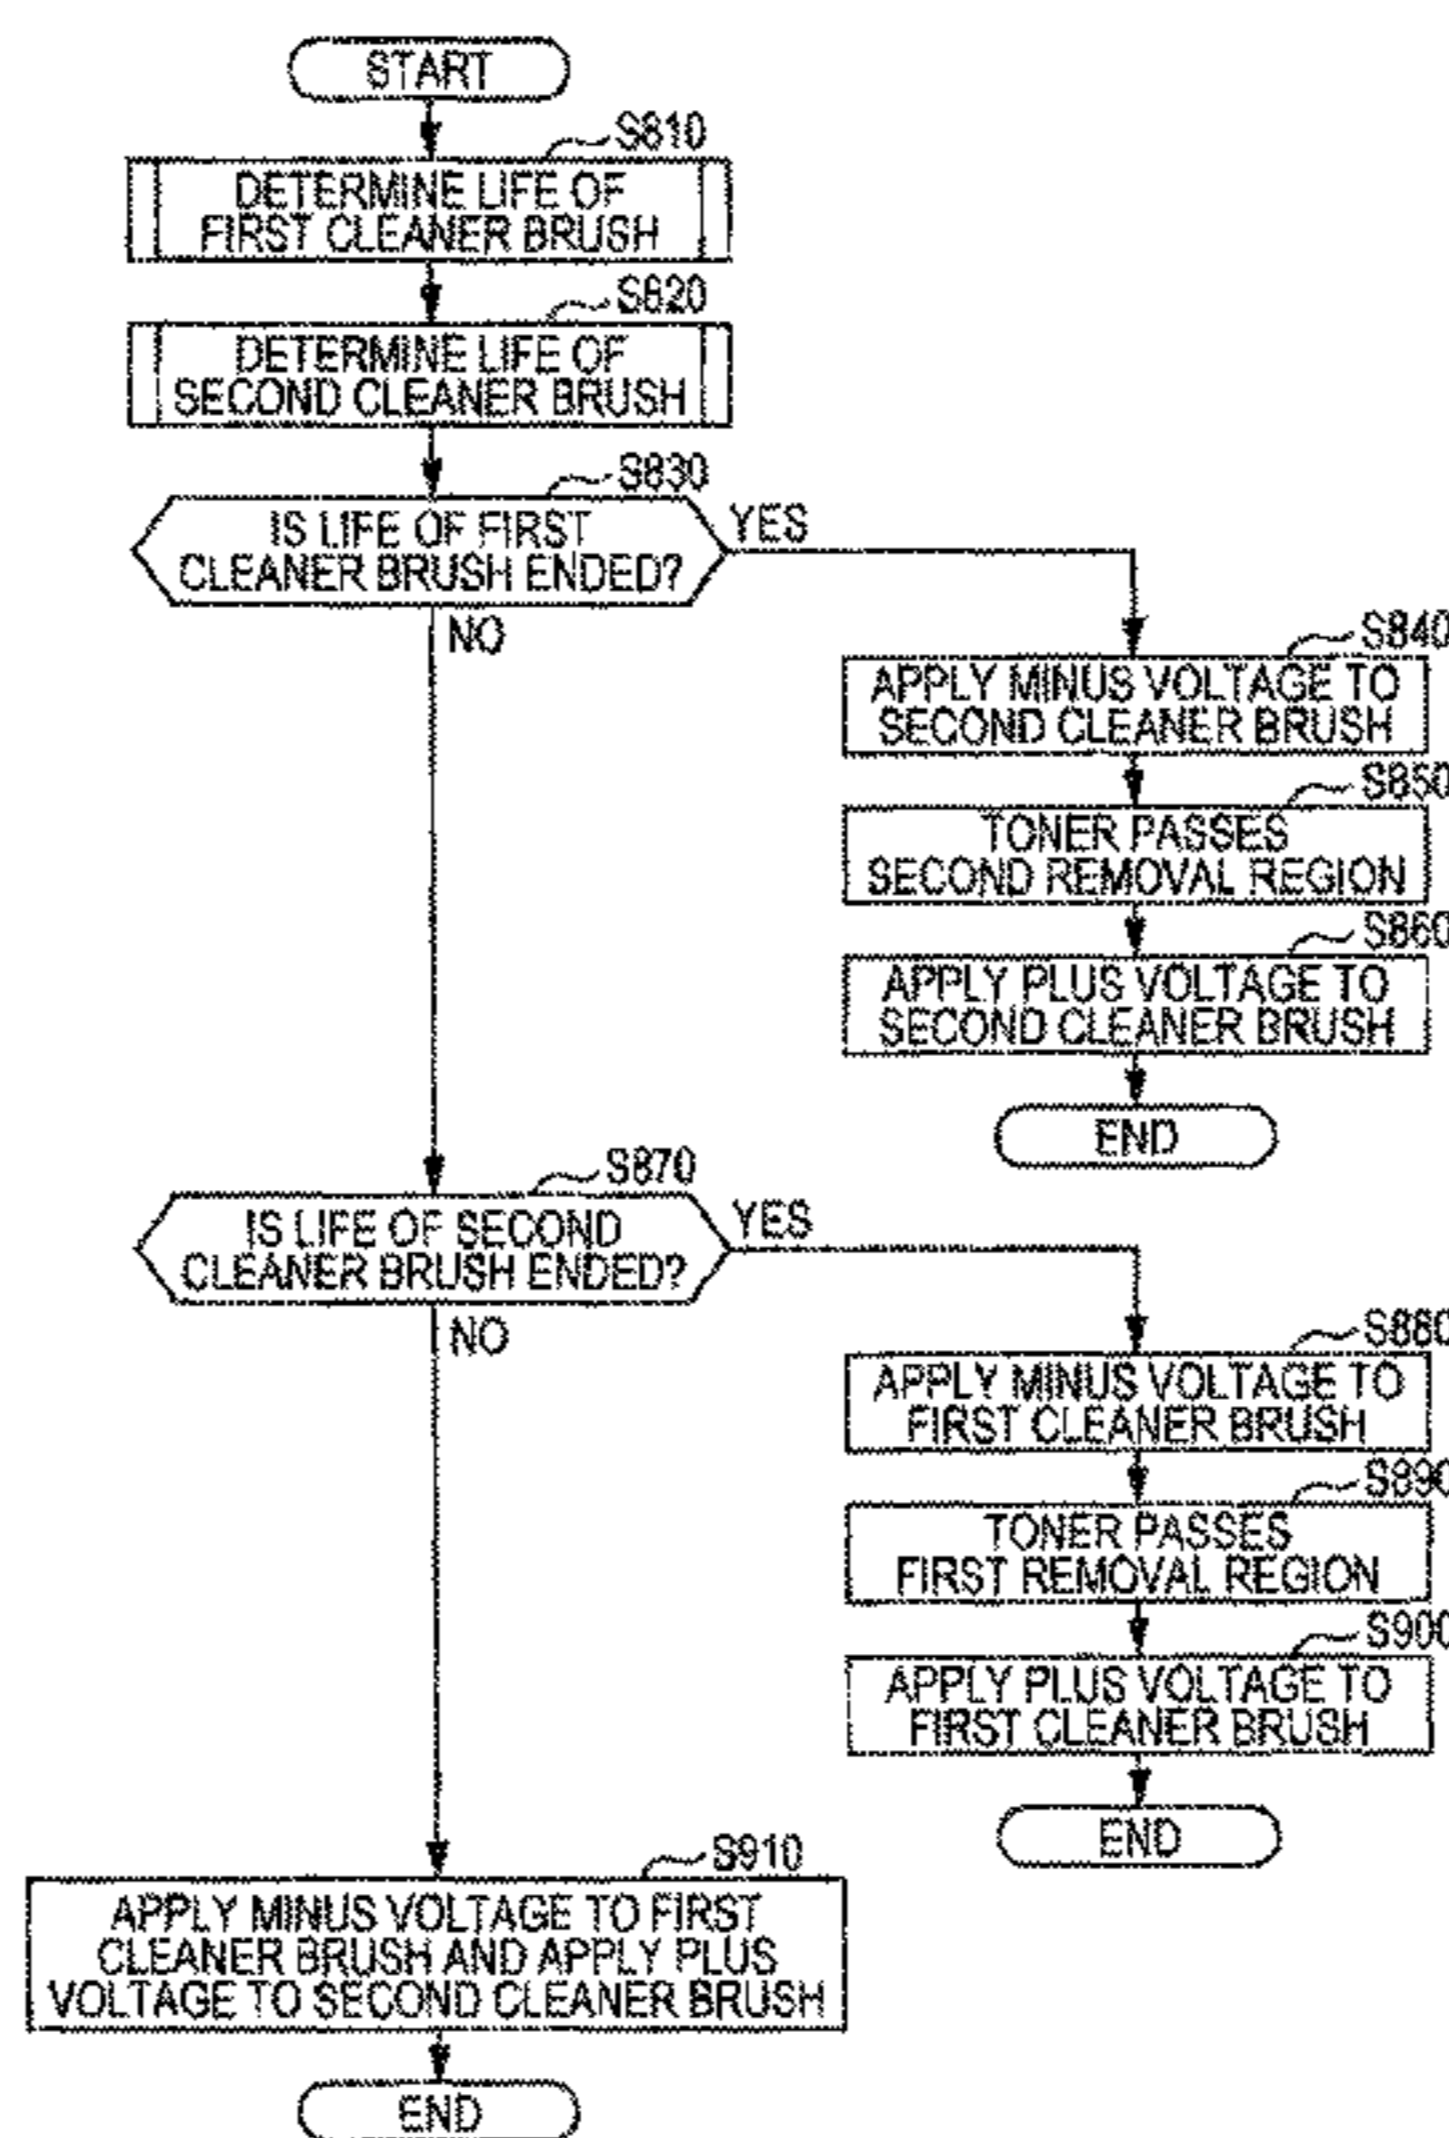 START
S810
DETERMINE LIFE OF
FIRST CLEANER BRUSH
S820
DETERMINE LIFE OF
SECOND CLEANER BRUSH
S830
IS LIFE OF FIRST
CLEANER BRUSH ENDED?
YES
NO
S840
APPLY MINUS VOLTAGE TO
SECOND CLEANER BRUSH
S850
TONER PASSES
SECOND REMOVAL REGION
S860
APPLY PLUS VOLTAGE TO
SECOND CLEANER BRUSH
END
S870
IS LIFE OF SECOND
CLEANER BRUSH ENDED?
YES
NO
S880
APPLY MINUS VOLTAGE TO
FIRST CLEANER BRUSH
S890
TONER PASSES
FIRST REMOVAL REGION
S900
APPLY PLUS VOLTAGE TO
FIRST CLEANER BRUSH
END
S910
APPLY MINUS VOLTAGE TO FIRST
CLEANER BRUSH AND APPLY PLUS
VOLTAGE TO SECOND CLEANER BRUSH
END